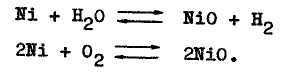 Ni + H₂O ⇌ NiO + H₂
2Ni + O₂ ⇌ 2NiO.